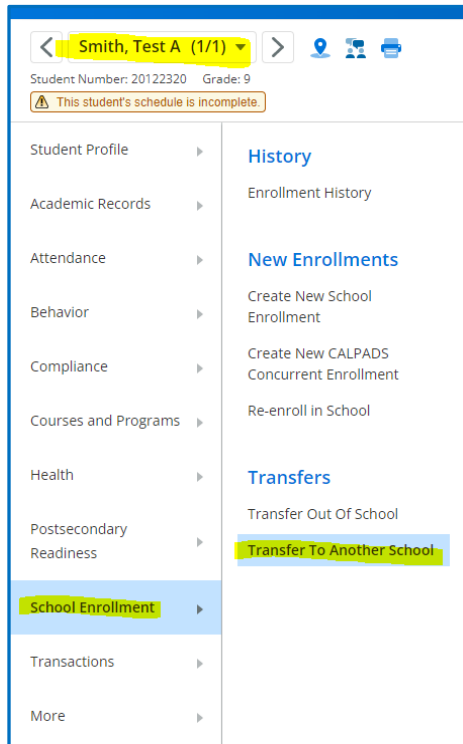 Smith, Test A (1/1)
Student Number: 20122320 Grade: 9
This student's schedule is incomplete.
Student Profile
Academic Records
Attendance
Behavior
Compliance
Courses and Programs
Health
Postsecondary
Readiness
School Enrollment
Transactions
More
History
Enrollment History
New Enrollments
Create New School
Enrollment
Create New CALPADS
Concurrent Enrollment
Re-enroll in School
Transfers
Transfer Out Of School
Transfer To Another School